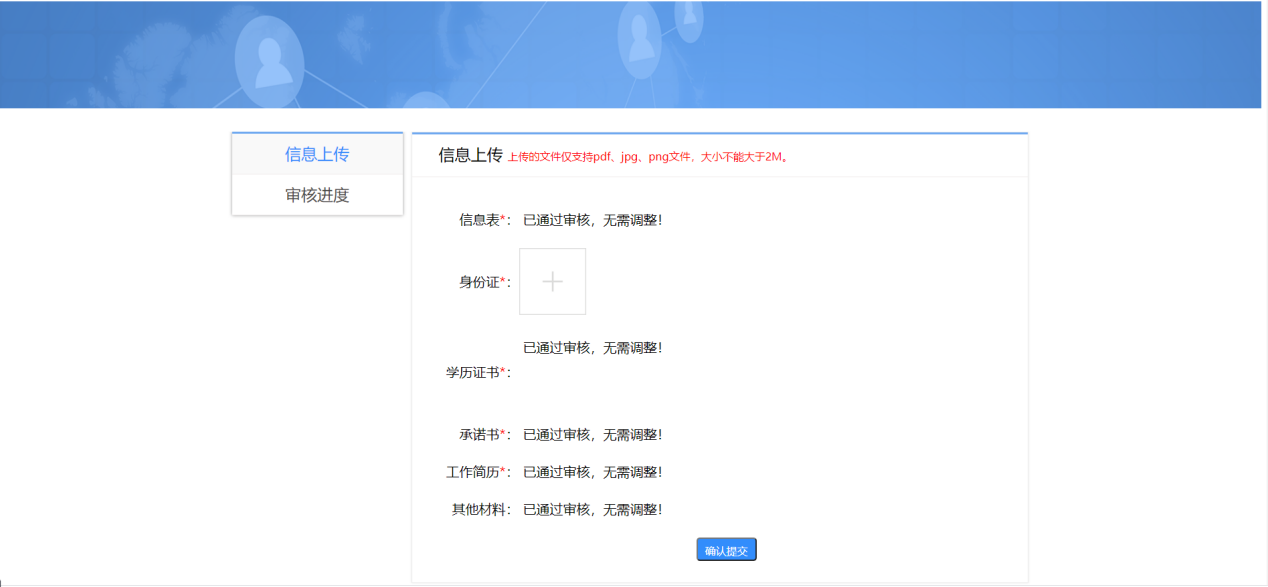 信息上传
审核进度
信息上传 上传的文件仅支持pdf、jpg、png文件，大小不能大于2M。
信息表*： 已通过审核，无需调整！
身份证*：
已通过审核，无需调整！
学历证书*：
承诺书*： 已通过审核，无需调整！
工作简历*： 已通过审核，无需调整！
其他材料： 已通过审核，无需调整！
确认提交